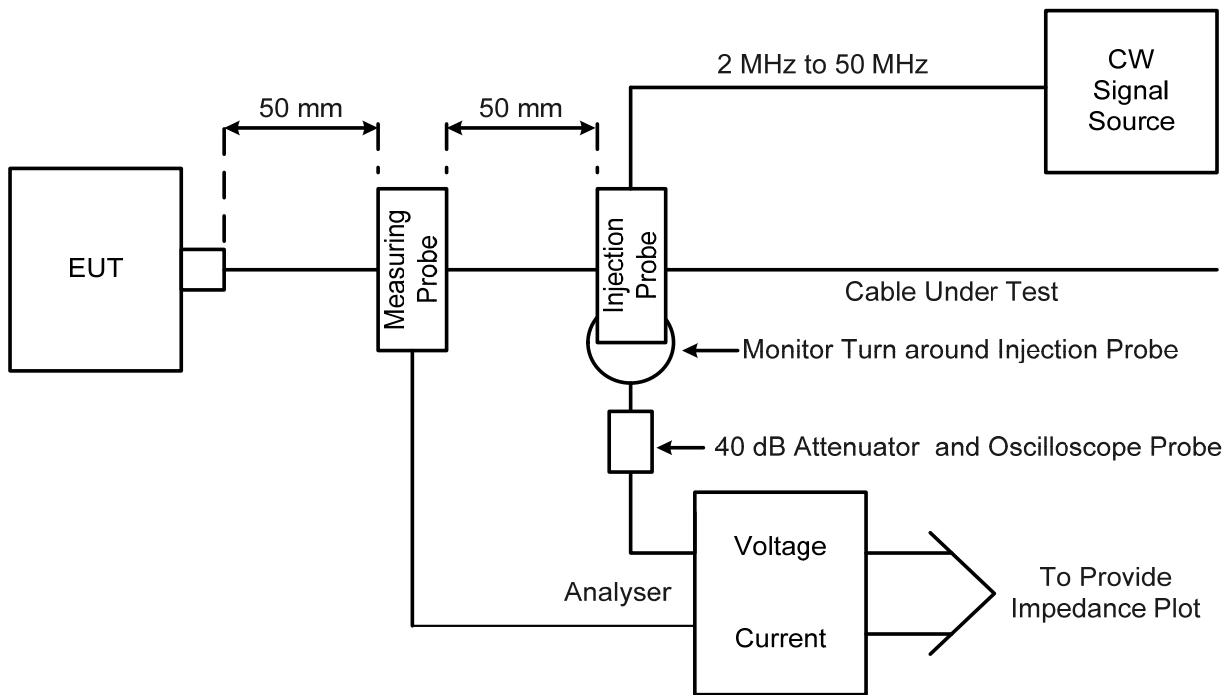 2 MHz to 50 MHz
CW
Signal
Source
50 mm
50 mm
EUT
Measuring
Probe
Injection
Probe
Cable Under Test
Monitor Turn around Injection Probe
40 dB Attenuator and Oscilloscope Probe
Voltage
Analyser
Current
To Provide
Impedance Plot